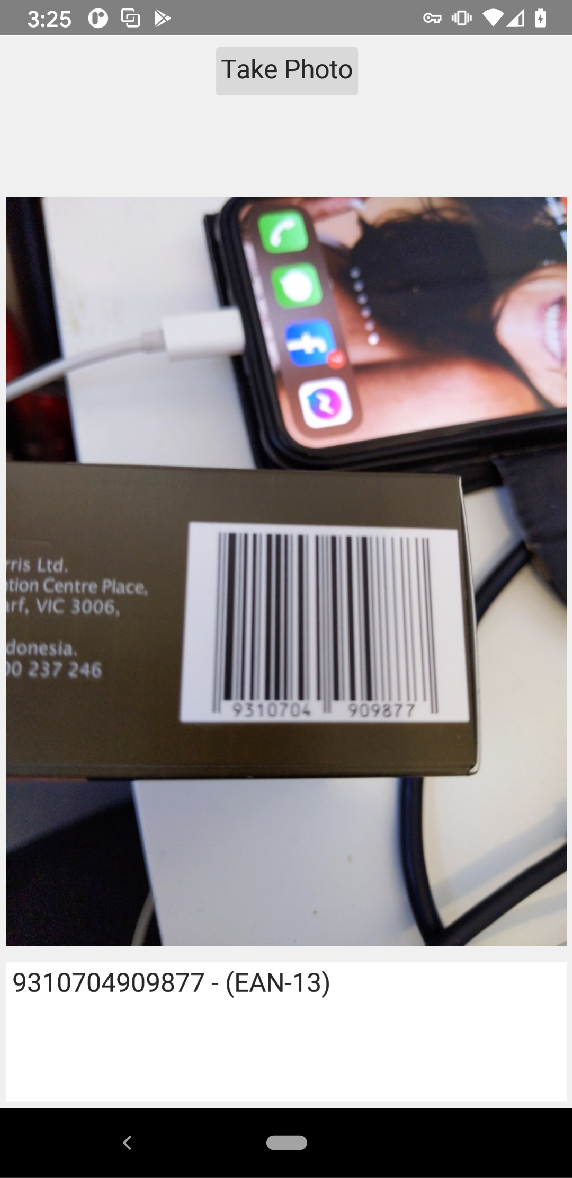 3:25
Take Photo
rris Ltd.
tion Centre Place,
arf, VIC 3006,
donesia.
00 237 246
9310704 909877
9310704909877 - (EAN-13)